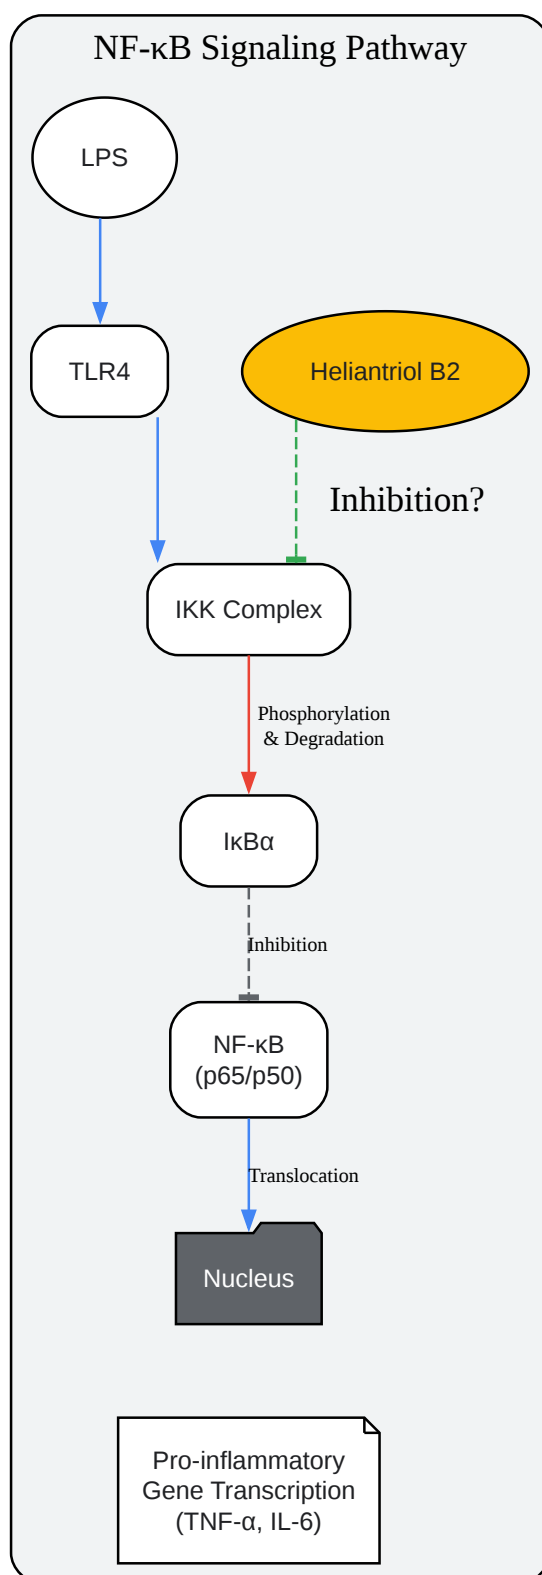 NF-κB Signaling Pathway
LPS
TLR4
Heliantriol B2
Inhibition?
IKK Complex
Phosphorylation
& Degradation
IκBα
Inhibition
NF-κB
(p65/p50)
Translocation
Nucleus
Pro-inflammatory
Gene Transcription
(TNF-α, IL-6)